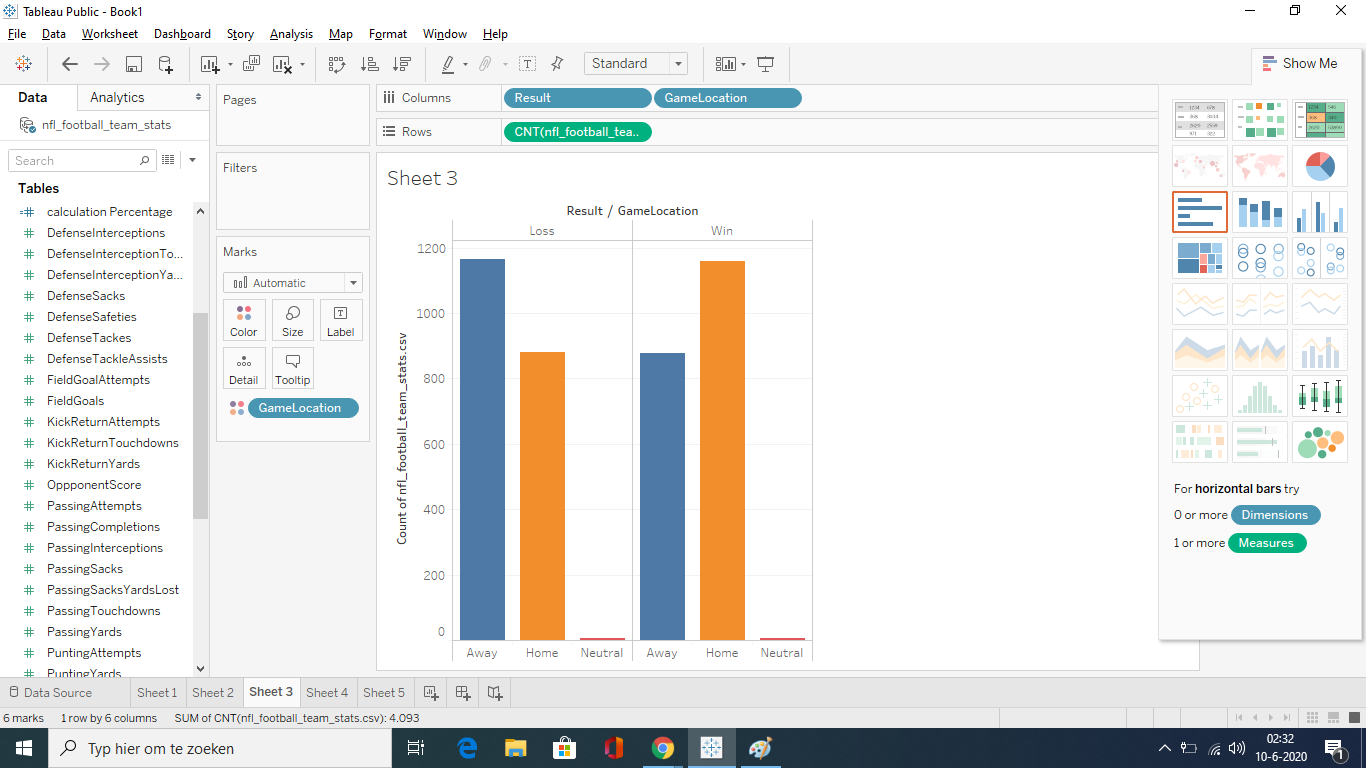 Tableau Public - Book1
File Data Worksheet Dashboard Story Analysis Map Format Window Help
Standard
Show Me
Data Analytics
nfl_football_team_stats
Search
Tables
calculation Percentage
DefenseInterceptions
DefenseInterceptionTo...
DefenseInterceptionYa...
DefenseSacks
DefenseSafeties
DefenseTackes
DefenseTackleAssists
FieldGoalAttempts
FieldGoals
KickReturnAttempts
KickReturnTouchdowns
KickReturnYards
OppponentScore
PassingAttempts
PassingCompletions
PassingInterceptions
PassingSacks
PassingSacksYardsLost
PassingTouchdowns
PassingYards
PuntingAttempts
PuntingYards
Pages
Filters
Marks
Automatic
Color Size Label
Detail Tooltip
GameLocation
Columns Result GameLocation
Rows CNT(nfl_football_tea..
Sheet 3
Result / GameLocation
Loss Win
Count of nfl_football_team_stats.csv
1200
1000
800
600
400
200
0
Away Home Neutral Away Home Neutral
For horizontal bars try
0 or more Dimensions
1 or more Measures
Data Source Sheet 1 Sheet 2 Sheet 3 Sheet 4 Sheet 5
6 marks 1 row by 6 columns SUM of CNT(nfl_football_team_stats.csv): 4.093
Typ hier om te zoeken
02:32
10-6-2020
1